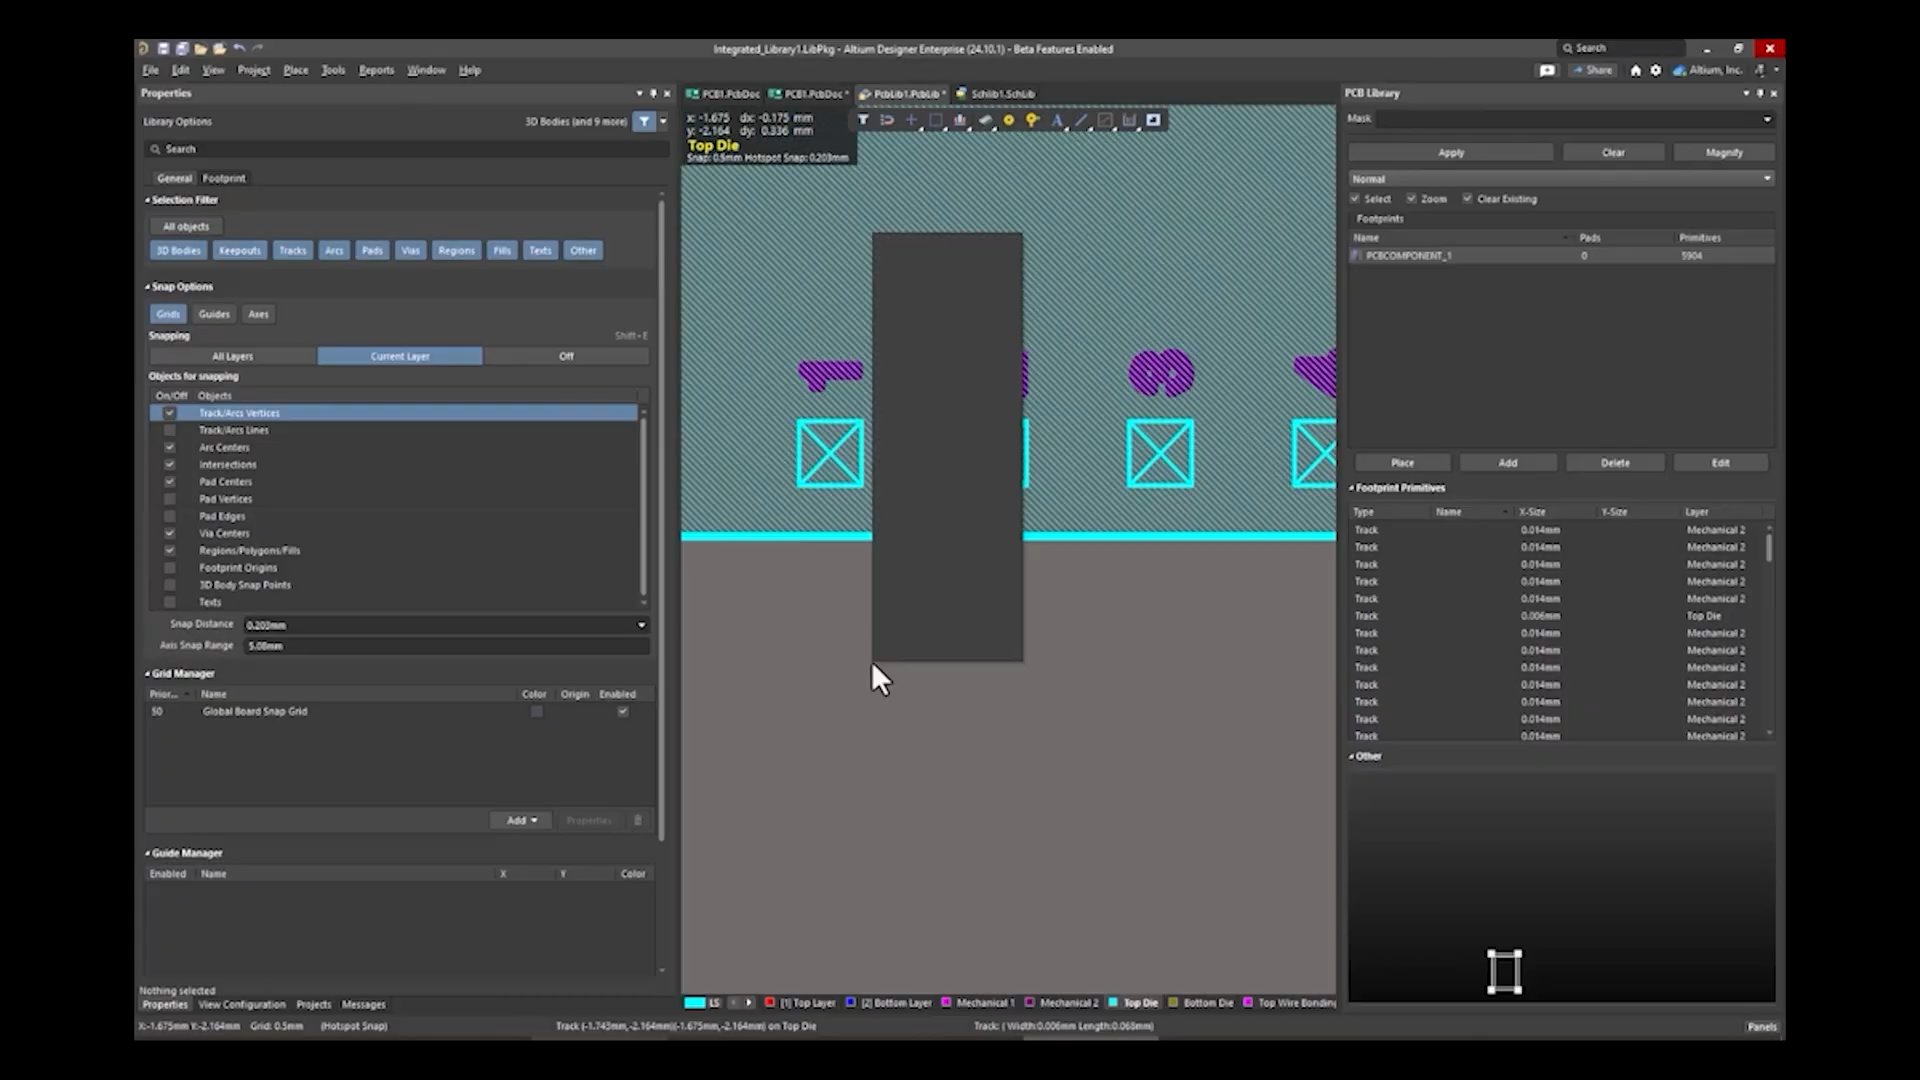 Integrated_Library1.LibPkg - Altium Designer Enterprise (24.10.1) - Beta Features Enabled
Search
File Edit View Project Place Tools Reports Window Help
Share
Altium, Inc.
Properties
PCB1.PcbDoc
PCB1.PcbDoc *
PcbLib1.PcbLib *
Schlib1.SchLib
PCB Library
Library Options
3D Bodies (and 9 more)
Search
General Footprint
Selection Filter
All objects
3D Bodies Keepouts Tracks Arcs Pads Vias Regions Fills Texts Other
Snap Options
Grids Guides Axes
Snapping
Shift+E
All Layers Current Layer Off
Objects for snapping
On/Off Objects
Track/Arcs Vertices
Track/Arcs Lines
Arc Centers
Intersections
Pad Centers
Pad Vertices
Pad Edges
Via Centers
Regions/Polygons/Fills
Footprint Origins
3D Body Snap Points
Texts
Snap Distance 0.203mm
Axis Snap Range 5.08mm
Grid Manager
Prior... Name Color Origin Enabled
50 Global Board Snap Grid
Add Properties
Guide Manager
Enabled Name X Y Color
Nothing selected
Properties View Configuration Projects Messages
x: -1.675 dx: -0.175 mm
y: -2.164 dy: 0.336 mm
Top Die
Snap: 0.5mm Hotspot Snap: 0.203mm
LS [1] Top Layer [2] Bottom Layer Mechanical 1 Mechanical 2 Top Die Bottom Die Top Wire Bonding
Mask
Apply Clear Magnify
Normal
Select Zoom Clear Existing
Footprints
Name Pads Primitives
PCBCOMPONENT_1 0 5904
Place Add Delete Edit
Footprint Primitives
Type Name X-Size Y-Size Layer
Track 0.014mm Mechanical 2
Track 0.014mm Mechanical 2
Track 0.014mm Mechanical 2
Track 0.014mm Mechanical 2
Track 0.014mm Mechanical 2
Track 0.006mm Top Die
Track 0.014mm Mechanical 2
Track 0.014mm Mechanical 2
Track 0.014mm Mechanical 2
Track 0.014mm Mechanical 2
Track 0.014mm Mechanical 2
Track 0.014mm Mechanical 2
Track 0.014mm Mechanical 2
Other
X:-1.675mm Y:-2.164mm Grid: 0.5mm (Hotspot Snap)
Track (-1.743mm,-2.164mm)(-1.675mm,-2.164mm) on Top Die
Track: ( Width:0.006mm Length:0.068mm)
Panels